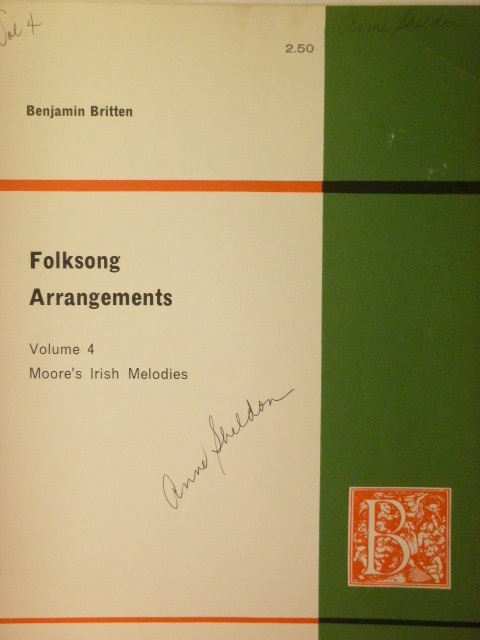 Vol. 4
Anne Sheldon
2.50
Benjamin Britten
Folksong
Arrangements
Volume 4
Moore's Irish Melodies
Anne Sheldon
B